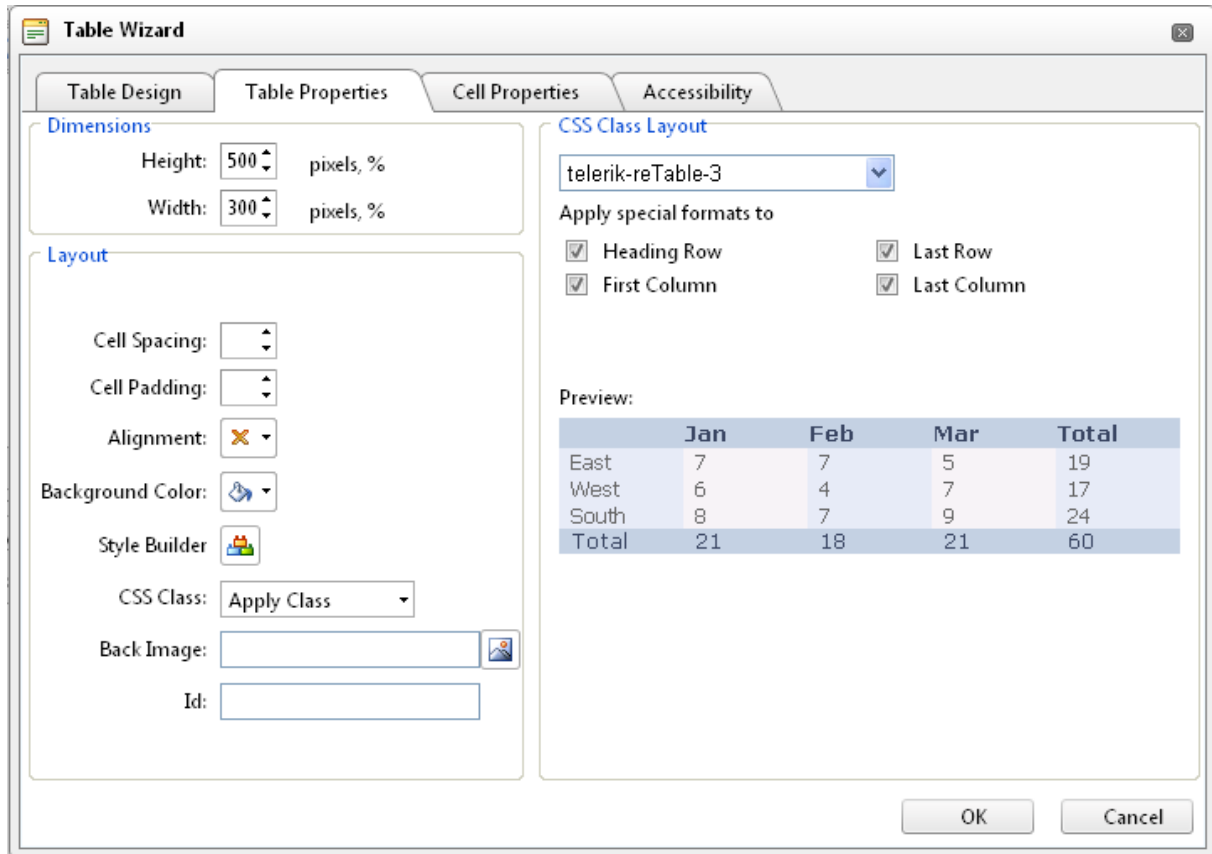 Table Wizard
Table Design
Table Properties
Cell Properties
Accessibility
Dimensions
Height: 500 pixels, %
Width: 300 pixels, %
Layout
Cell Spacing:
Cell Padding:
Alignment:
Background Color:
Style Builder
CSS Class: Apply Class
Back Image:
Id:
CSS Class Layout
telerik-reTable-3
Apply special formats to
Heading Row Last Row
First Column Last Column
Preview:
Jan Feb Mar Total
East 7 7 5 19
West 6 4 7 17
South 8 7 9 24
Total 21 18 21 60
OK Cancel